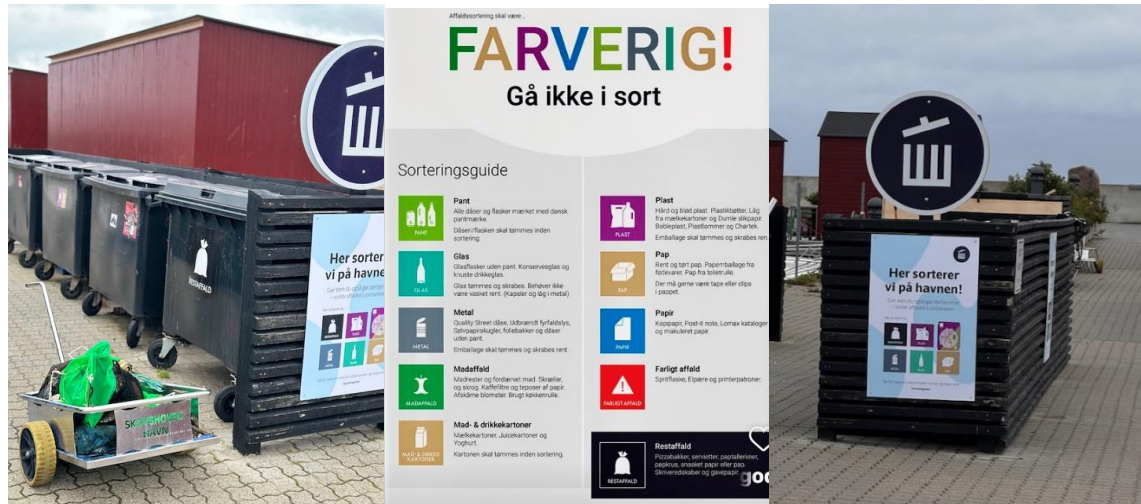 RESTAFFALD
Her sorter
vi på havne
SK
HAVN
Affaldssortering skal være ...
FARVERIG!
Gå ikke i sort
Sorteringsguide
PANT
Pant
Alle dåser og flasker mærket med dansk
pantmærke.
Dåsen/flasken skal tømmes inden
sortering.
GLAS
Glas
Glasflasker uden pant. Konservesglas og
knuste drikkeglas.
Glas tømmes og skrabes. Behøver ikke
være vasket rent. (Kapsler og låg i metal)
METAL
Metal
Quality Street dåse, Udbrændt fyrfadslys,
Sølvpapirskugler, foliebakker og dåser
uden pant.
Emballage skal tømmes og skrabes rent
MADAFFALD
Madaffald
Madrester og fordærvet mad. Skræller,
og skrog. Kaffefiltre og teposer af papir.
Afskårne blomster. Brugt køkkenrulle.
MAD- & DRIKKE
KARTONER
Mad- & drikkekartoner
Mælkekartoner, Juicekartoner og
Yoghurt.
Kartonen skal tømmes inden sortering.
PLAST
Plast
Hård og blød plast. Plastikbøtter, Låg
fra mælkekartoner og Dumle slikpapir.
Bobleplast, Plastlommer og Chartek.
Emballage skal tømmes og skrabes ren
PAP
Pap
Rent og tørt pap. Papemballage fra
fødevarer. Pap fra toiletrulle.
Der må gerne være tape eller clips
i pappet.
PAPIR
Papir
Kopipapir, Post-it note, Lomax kataloger
og makuleret papir.
FARLIGT AFFALD
Farligt affald
Spritflaske, Elpære og printerpatroner.
RESTAFFALD
Restaffald
Pizzabakker, servietter, paptallerkner,
papkrus, snasket papir eller pap.
Skriveredskaber og gavepapir.
goo
Her sorterer
vi på havnen!